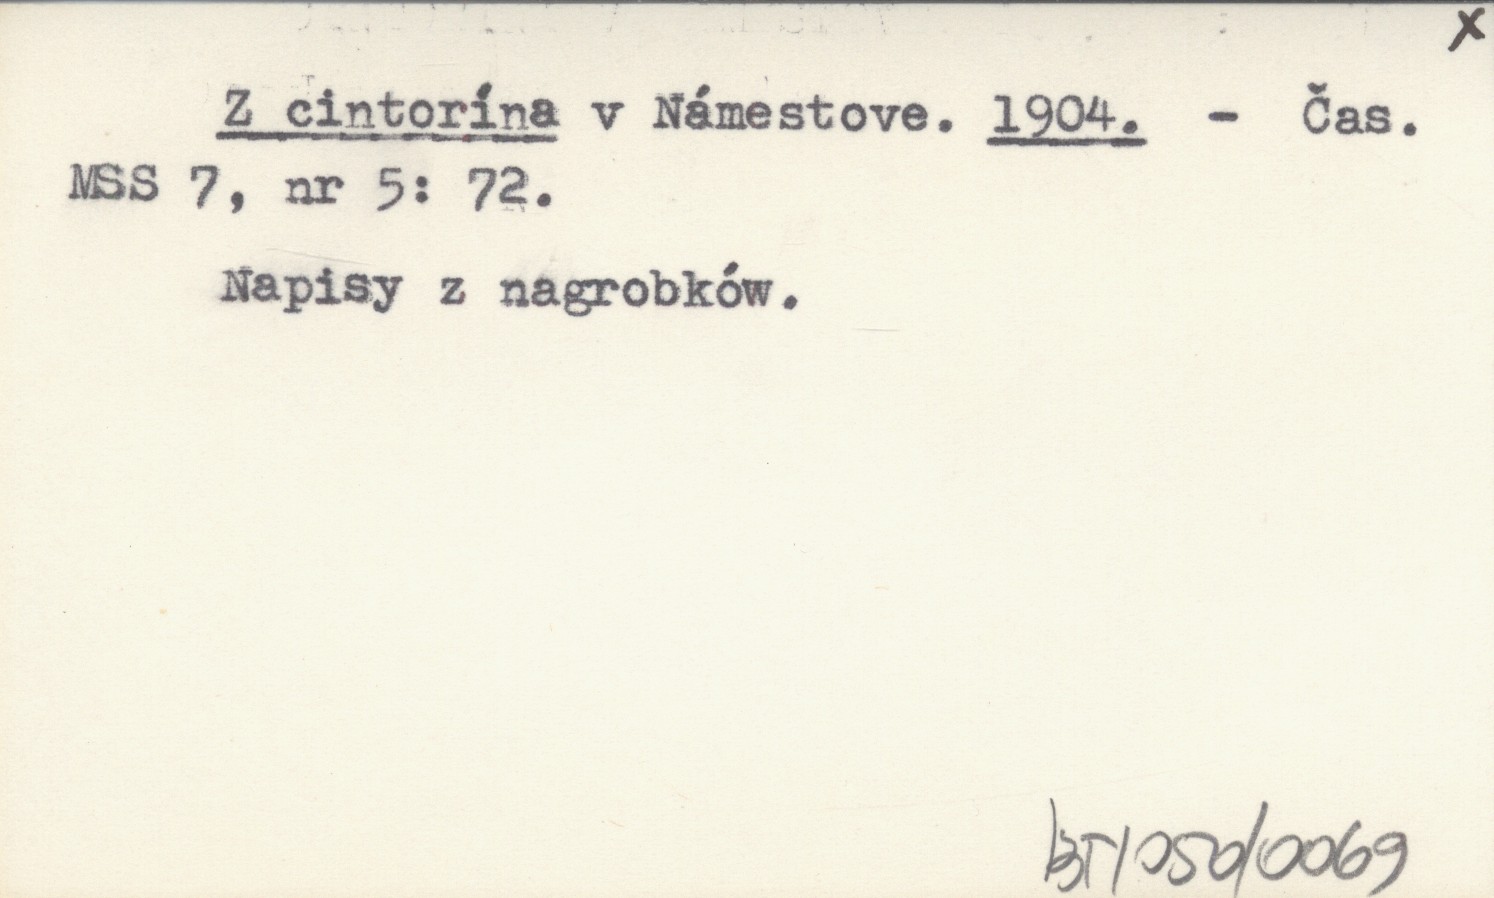 x
Z cintorína v Námestove. 1904. - Čas.
MSS 7, nr 5: 72.
Napisy z nagrobków.
BT/050/0069